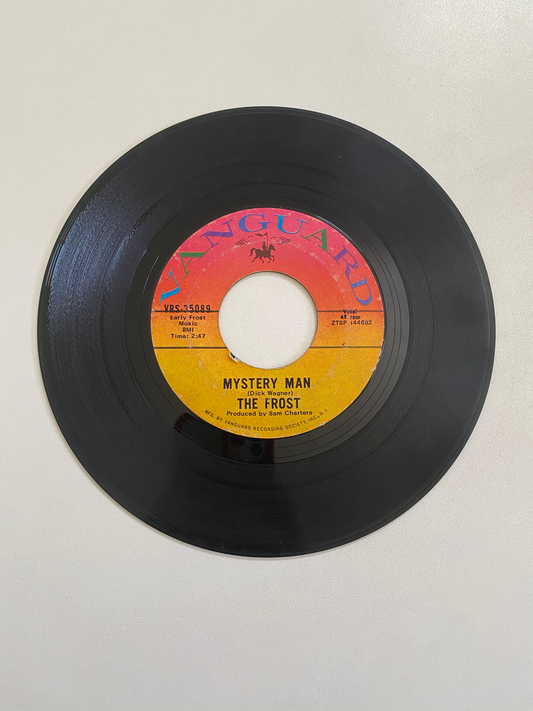 VANGUARD
VRS-35089
Early Frost
Music
BMI
Time: 2:47
Vocal
45 rpm
ZTSP 144682
MYSTERY MAN
(Dick Wagner)
THE FROST
Produced by Sam Charters
MFG. BY VANGUARD RECORDING SOCIETY, INC., N.Y.